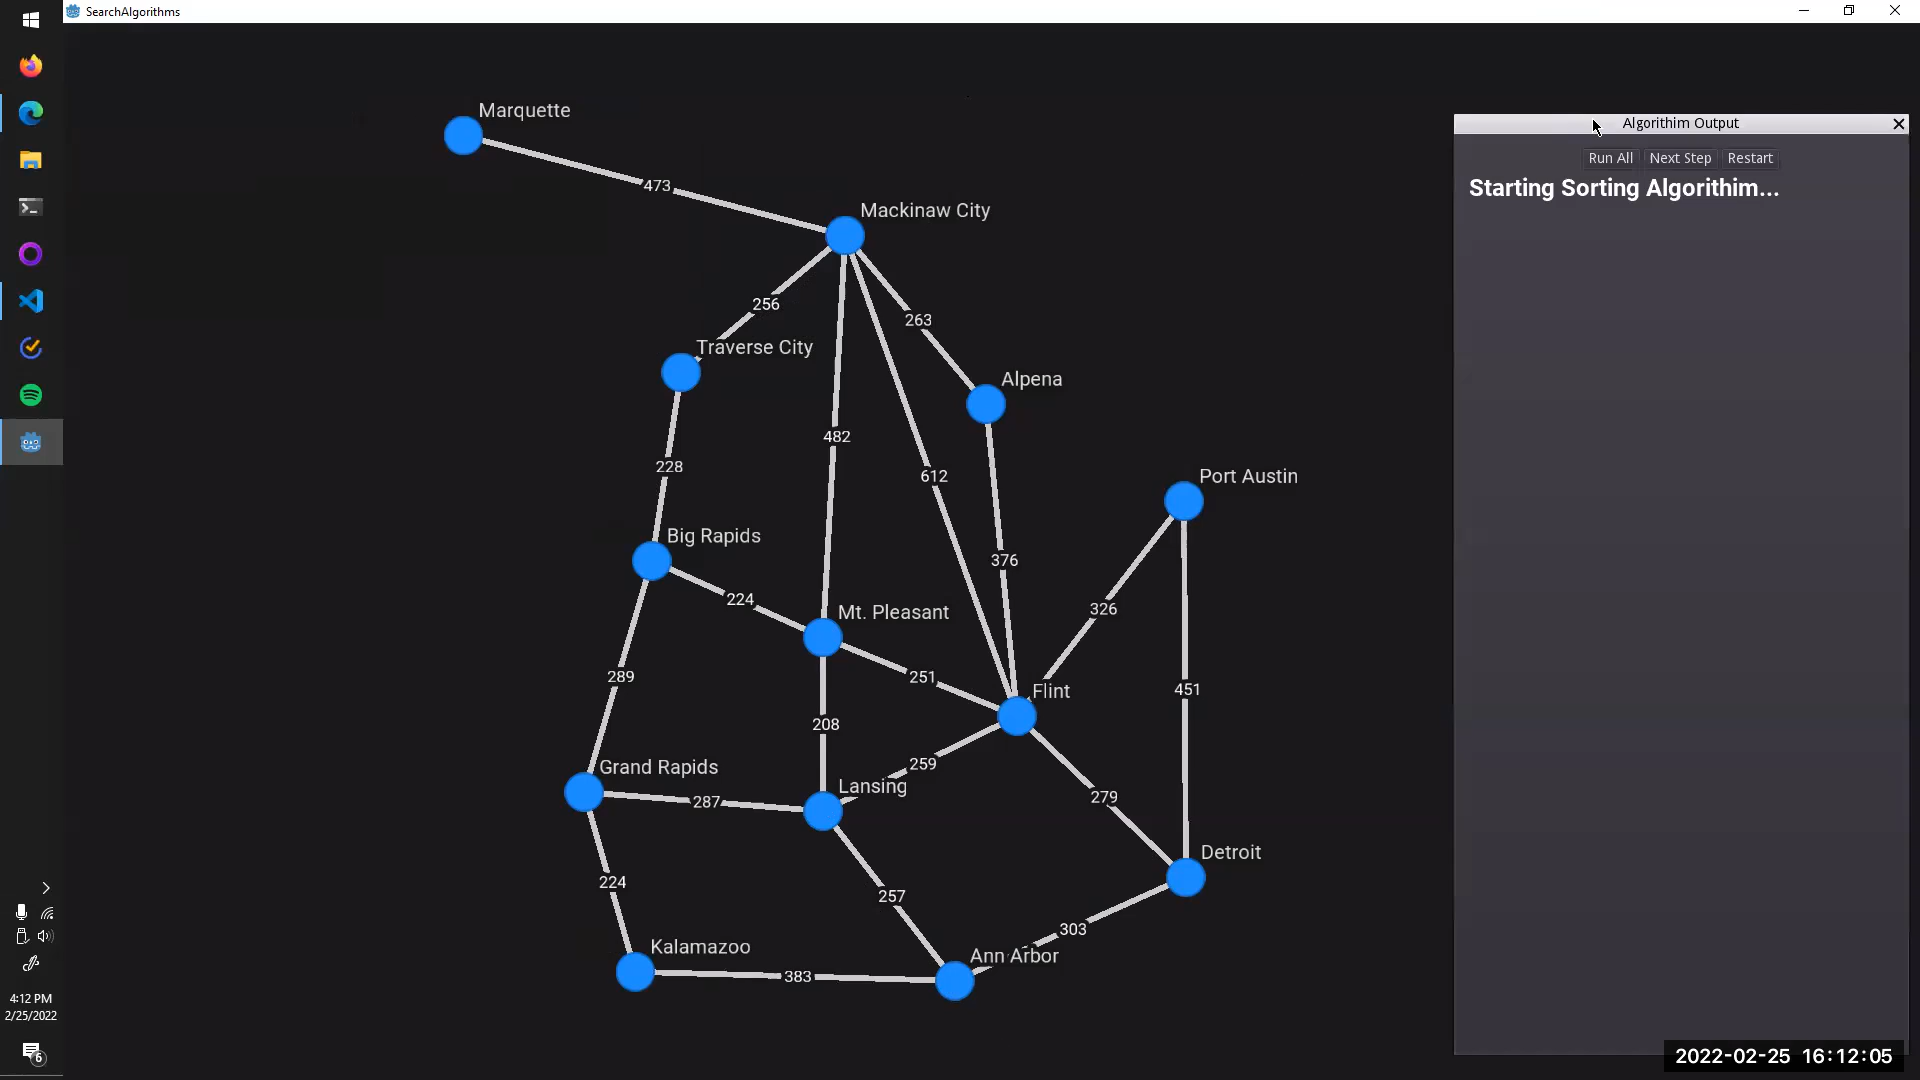 SearchAlgorithms
Marquette
Algorithim Output
Run All Next Step Restart
Starting Sorting Algorithim...
473
Mackinaw City
256
263
Traverse City
Alpena
482
228
612
Port Austin
Big Rapids
376
224
Mt. Pleasant
326
289
251
Flint
451
208
Grand Rapids
259
287
Lansing
279
Detroit
224
257
303
Kalamazoo
Ann Arbor
383
4:12 PM
2/25/2022
6
2022-02-25 16:12:05